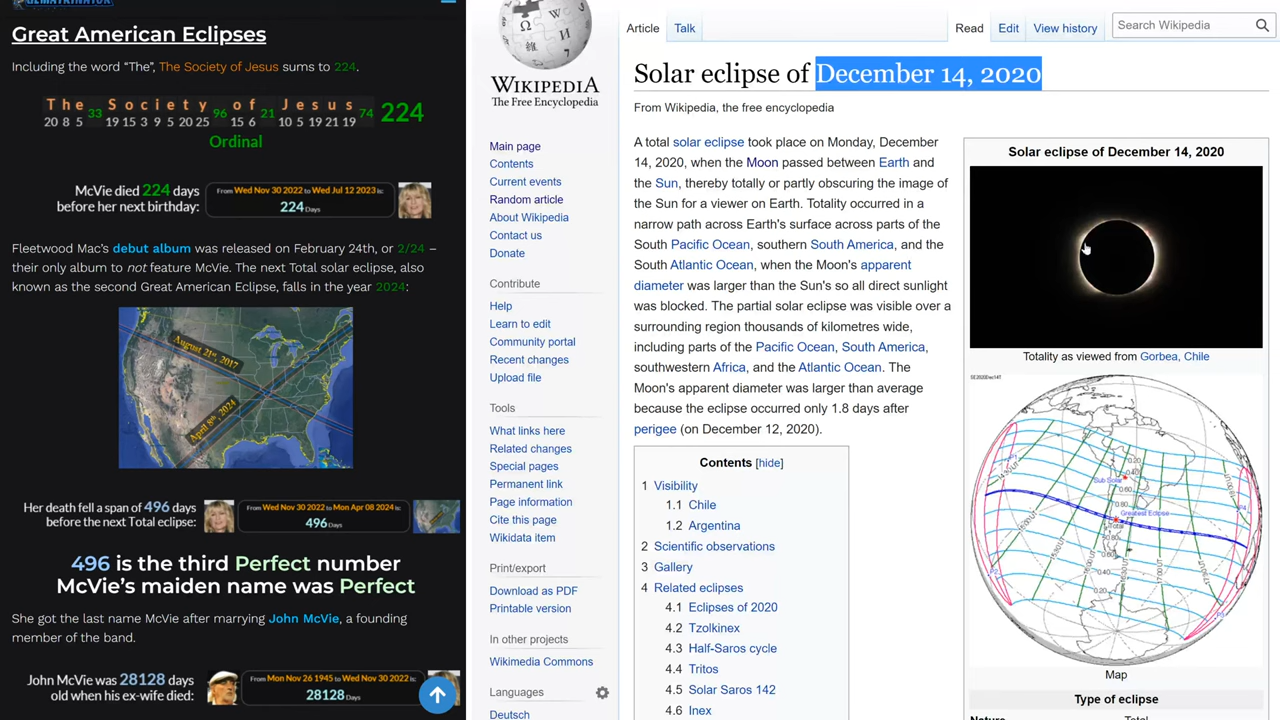 GEMATRINATOR
Great American Eclipses
Including the word “The”, The Society of Jesus sums to 224.
The 33 Society 96 of 21 Jesus 74 224
20 8 5 19 15 3 9 5 20 25 15 6 10 5 19 21 19
Ordinal
McVie died 224 days
before her next birthday:
From Wed Nov 30 2022 to Wed Jul 12 2023 is:
224 Days
Fleetwood Mac’s debut album was released on February 24th, or 2/24 –
their only album to not feature McVie. The next Total solar eclipse, also
known as the second Great American Eclipse, falls in the year 2024:
August 21st, 2017
April 8th, 2024
Her death fell a span of 496 days
before the next Total eclipse:
From Wed Nov 30 2022 to Mon Apr 08 2024 is:
496 Days
496 is the third Perfect number
McVie’s maiden name was Perfect
She got the last name McVie after marrying John McVie, a founding
member of the band.
John McVie was 28128 days
old when his ex-wife died:
From Mon Nov 26 1945 to Wed Nov 30 2022 is:
28128 Days
WIKIPEDIA
The Free Encyclopedia
Main page
Contents
Current events
Random article
About Wikipedia
Contact us
Donate
Contribute
Help
Learn to edit
Community portal
Recent changes
Upload file
Tools
What links here
Related changes
Special pages
Permanent link
Page information
Cite this page
Wikidata item
Print/export
Download as PDF
Printable version
In other projects
Wikimedia Commons
Languages
Deutsch
Article Talk Read Edit View history Search Wikipedia
Solar eclipse of December 14, 2020
From Wikipedia, the free encyclopedia
A total solar eclipse took place on Monday, December
14, 2020, when the Moon passed between Earth and
the Sun, thereby totally or partly obscuring the image of
the Sun for a viewer on Earth. Totality occurred in a
narrow path across Earth's surface across parts of the
South Pacific Ocean, southern South America, and the
South Atlantic Ocean, when the Moon's apparent
diameter was larger than the Sun's so all direct sunlight
was blocked. The partial solar eclipse was visible over a
surrounding region thousands of kilometres wide,
including parts of the Pacific Ocean, South America,
southwestern Africa, and the Atlantic Ocean. The
Moon's apparent diameter was larger than average
because the eclipse occurred only 1.8 days after
perigee (on December 12, 2020).
Contents [hide]
1 Visibility
1.1 Chile
1.2 Argentina
2 Scientific observations
3 Gallery
4 Related eclipses
4.1 Eclipses of 2020
4.2 Tzolkinex
4.3 Half-Saros cycle
4.4 Tritos
4.5 Solar Saros 142
4.6 Inex
Solar eclipse of December 14, 2020
Totality as viewed from Gorbea, Chile
SE2020Dec14T
Sub Solar
Greatest Eclipse
Total
Map
Type of eclipse